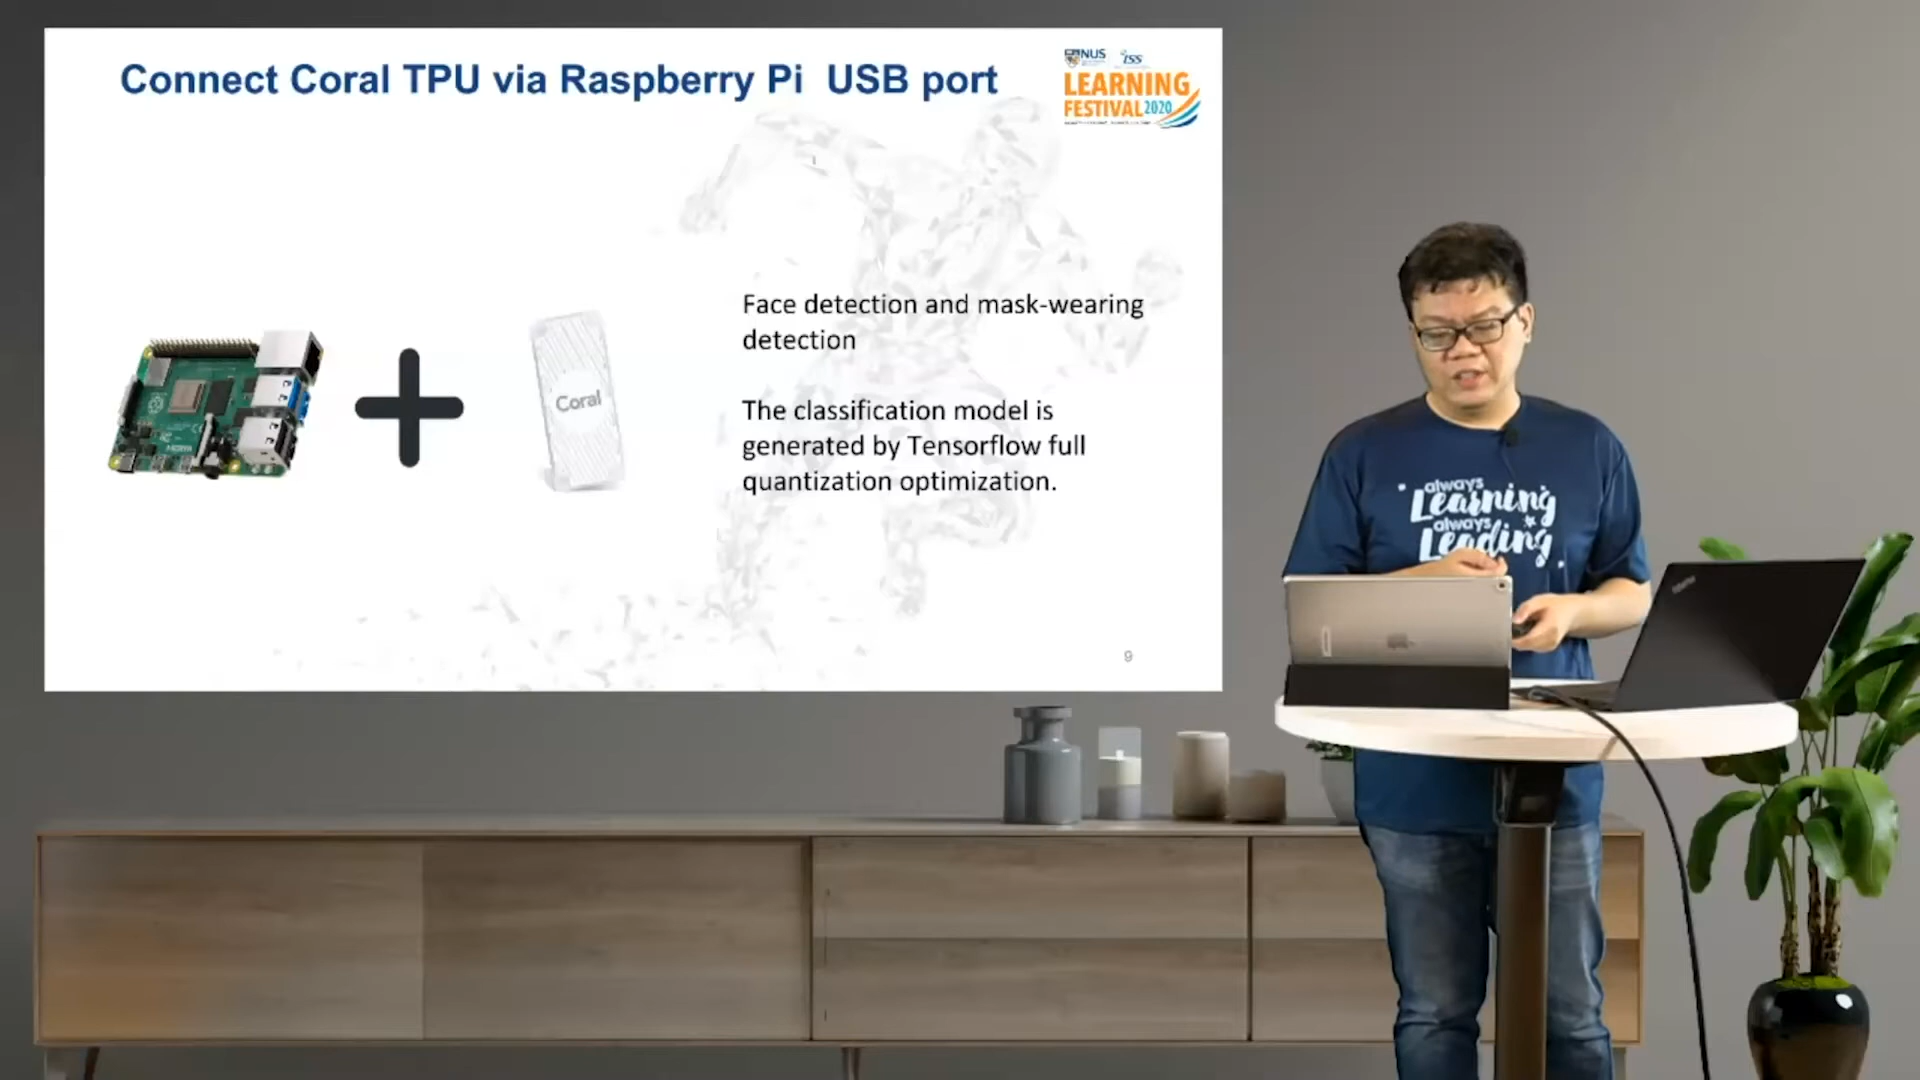 Connect Coral TPU via Raspberry Pi USB port
NUS
ISS
LEARNING
FESTIVAL 2020
Coral
Face detection and mask-wearing
detection
The classification model is
generated by Tensorflow full
quantization optimization.
9
always
Learning
always
Leading
ThinkPad